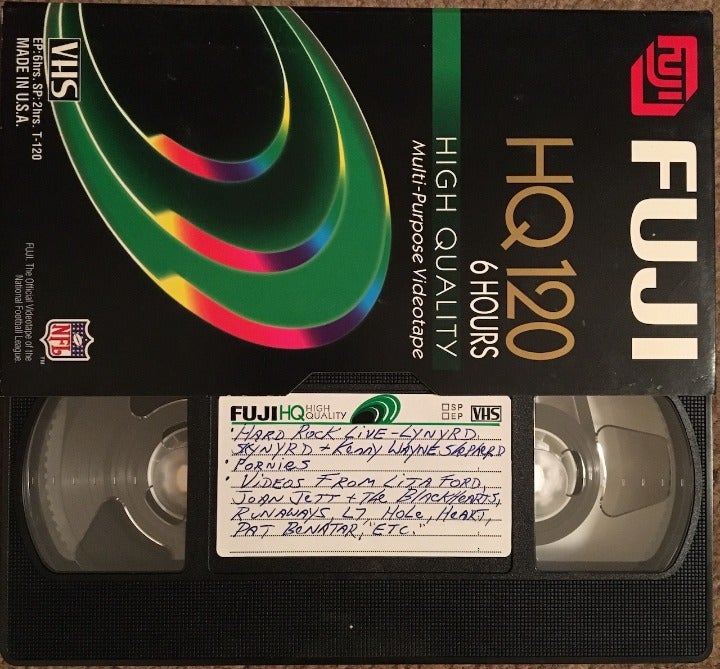 FUJI
FUJI
HQ 120
6 HOURS
HIGH QUALITY
Multi-Purpose Videotape
VHS
EP: 6hrs. SP: 2hrs. T-120
MADE IN U.S.A.
FUJI. The Official Videotape of the
National Football League.
NFL
TM
FUJI HQ HIGH QUALITY
SP
EP
VHS
• HARD ROCK LIVE - LYNYRD
SKYNYRD + KENNY WAYNE SHEPPERD
PORNIES
• VIDEOS FROM LITA FORD
JOAN JETT + THE BLACKHEARTS,
RUNAWAYS, L7 HOLE, HEART,
PAT BENATAR, "ETC."